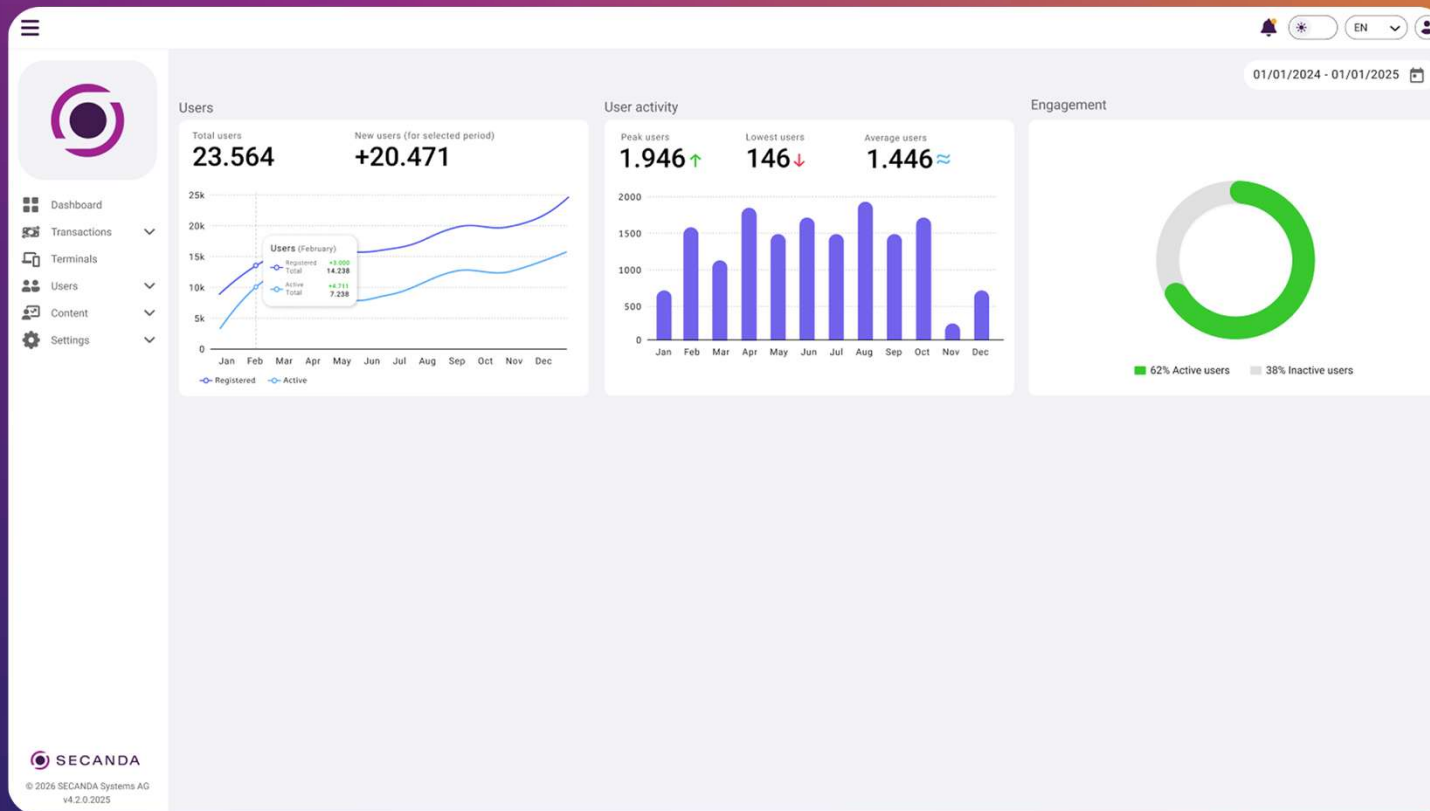 EN
01/01/2024 - 01/01/2025
Dashboard
Transactions
Terminals
Users
Content
Settings
SECANDA
© 2026 SECANDA Systems AG
v4.2.0.2025
Users
Total users
New users (for selected period)
23.564
+20.471
25k
20k
15k
10k
5k
0
Users (February)
Registered +3.000
Total 14.238
Active +4.711
Total 7.238
Jan Feb Mar Apr May Jun Jul Aug Sep Oct Nov Dec
Registered Active
User activity
Peak users Lowest users Average users
1.946 146 1.446
2000
1500
1000
500
0
Jan Feb Mar Apr May Jun Jul Aug Sep Oct Nov Dec
Engagement
62% Active users 38% Inactive users